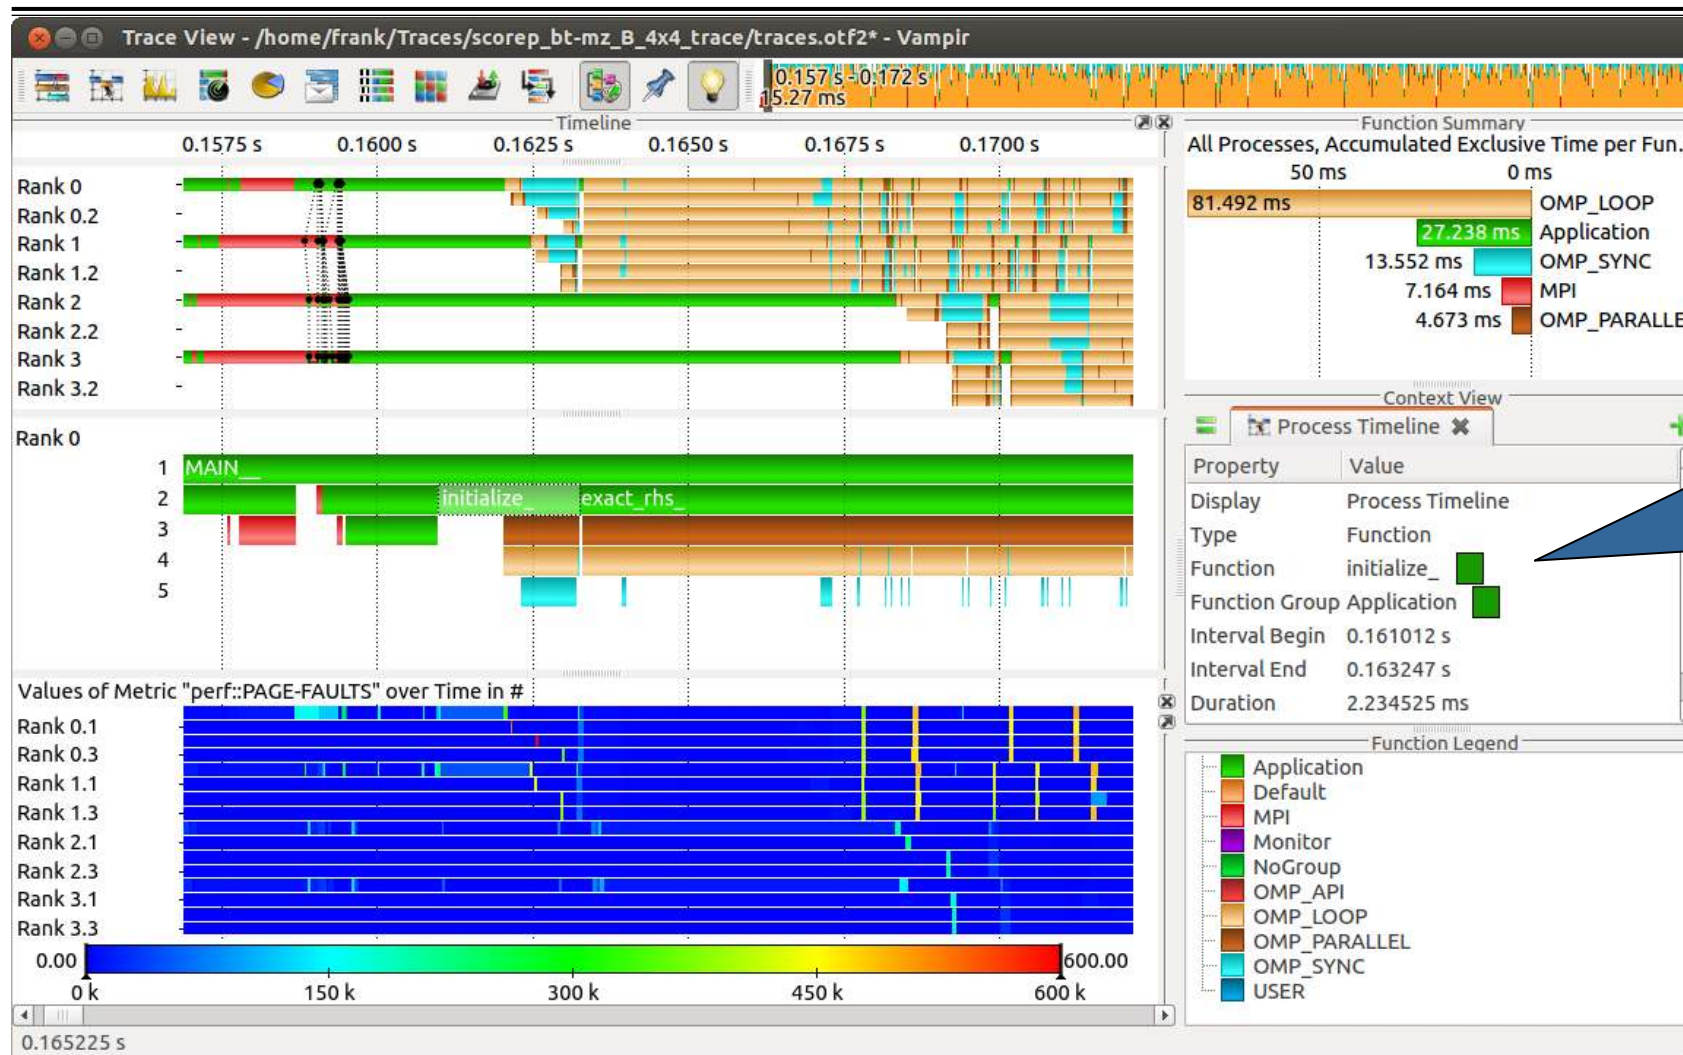 Trace View - /home/frank/Traces/scorep_bt-mz_B_4x4_trace/traces.otf2* - Vampir
0.157 s - 0.172 s
15.27 ms
Timeline
0.1575 s 0.1600 s 0.1625 s 0.1650 s 0.1675 s 0.1700 s
Rank 0
Rank 0.2
Rank 1
Rank 1.2
Rank 2
Rank 2.2
Rank 3
Rank 3.2
Rank 0
1 MAIN__
2 initialize_ exact_rhs_
3
4
5
Values of Metric "perf::PAGE-FAULTS" over Time in #
Rank 0.1
Rank 0.3
Rank 1.1
Rank 1.3
Rank 2.1
Rank 2.3
Rank 3.1
Rank 3.3
0.00 600.00
0 k 150 k 300 k 450 k 600 k
0.165225 s
Function Summary
All Processes, Accumulated Exclusive Time per Fun.
50 ms 0 ms
81.492 ms OMP_LOOP
27.238 ms Application
13.552 ms OMP_SYNC
7.164 ms MPI
4.673 ms OMP_PARALLE
Context View
Process Timeline
Property Value
Display Process Timeline
Type Function
Function initialize_
Function Group Application
Interval Begin 0.161012 s
Interval End 0.163247 s
Duration 2.234525 ms
Function Legend
Application
Default
MPI
Monitor
NoGroup
OMP_API
OMP_LOOP
OMP_PARALLEL
OMP_SYNC
USER